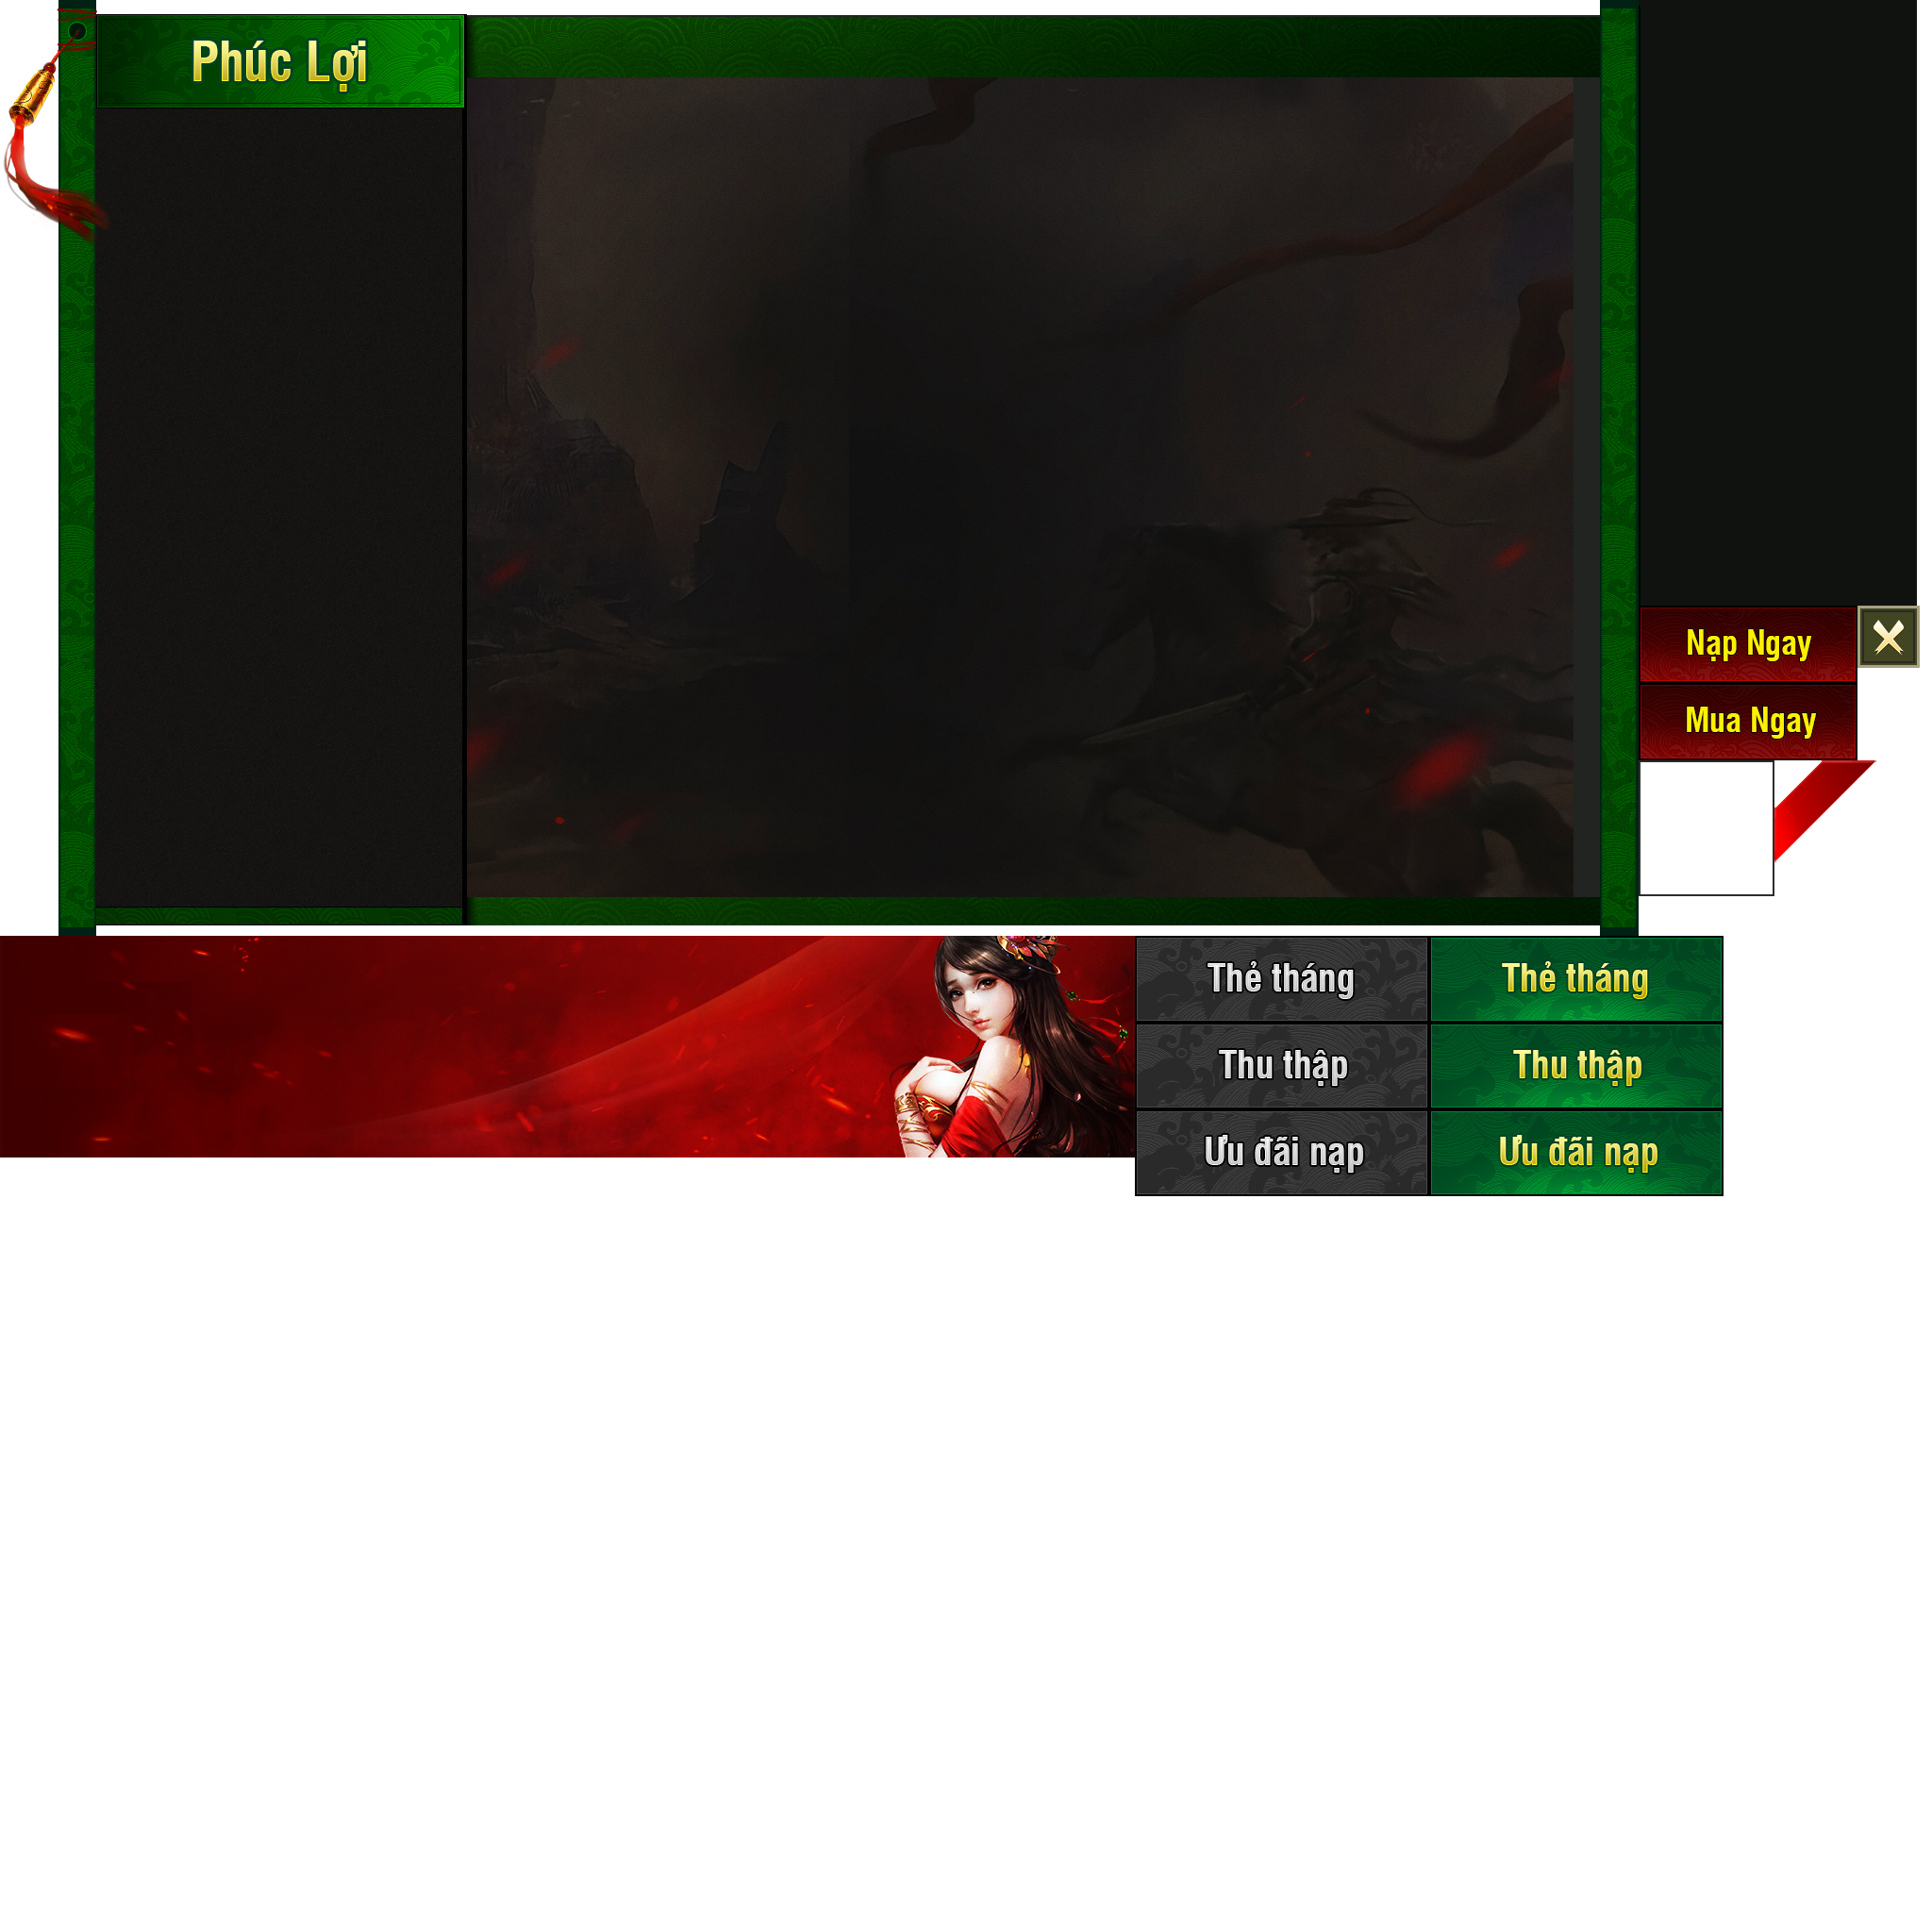 Phúc Lợi
Nạp Ngay
Mua Ngay
Thẻ tháng
Thẻ tháng
Thu thập
Thu thập
Ưu đãi nạp
Ưu đãi nạp